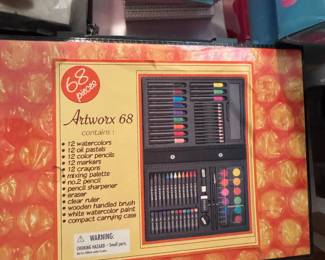 68
pieces
Artworx 68
contains :
• 12 watercolors
• 12 oil pastals
• 12 color pencils
• 12 markers
• 12 crayons
• mixing palette
• no.2 pencil
• pencil sharpener
• eraser
• clear ruler
• wooden handled brush
• white watercolor paint
• compact carrying case
WARNING:
CHOKING HAZARD - Small parts.